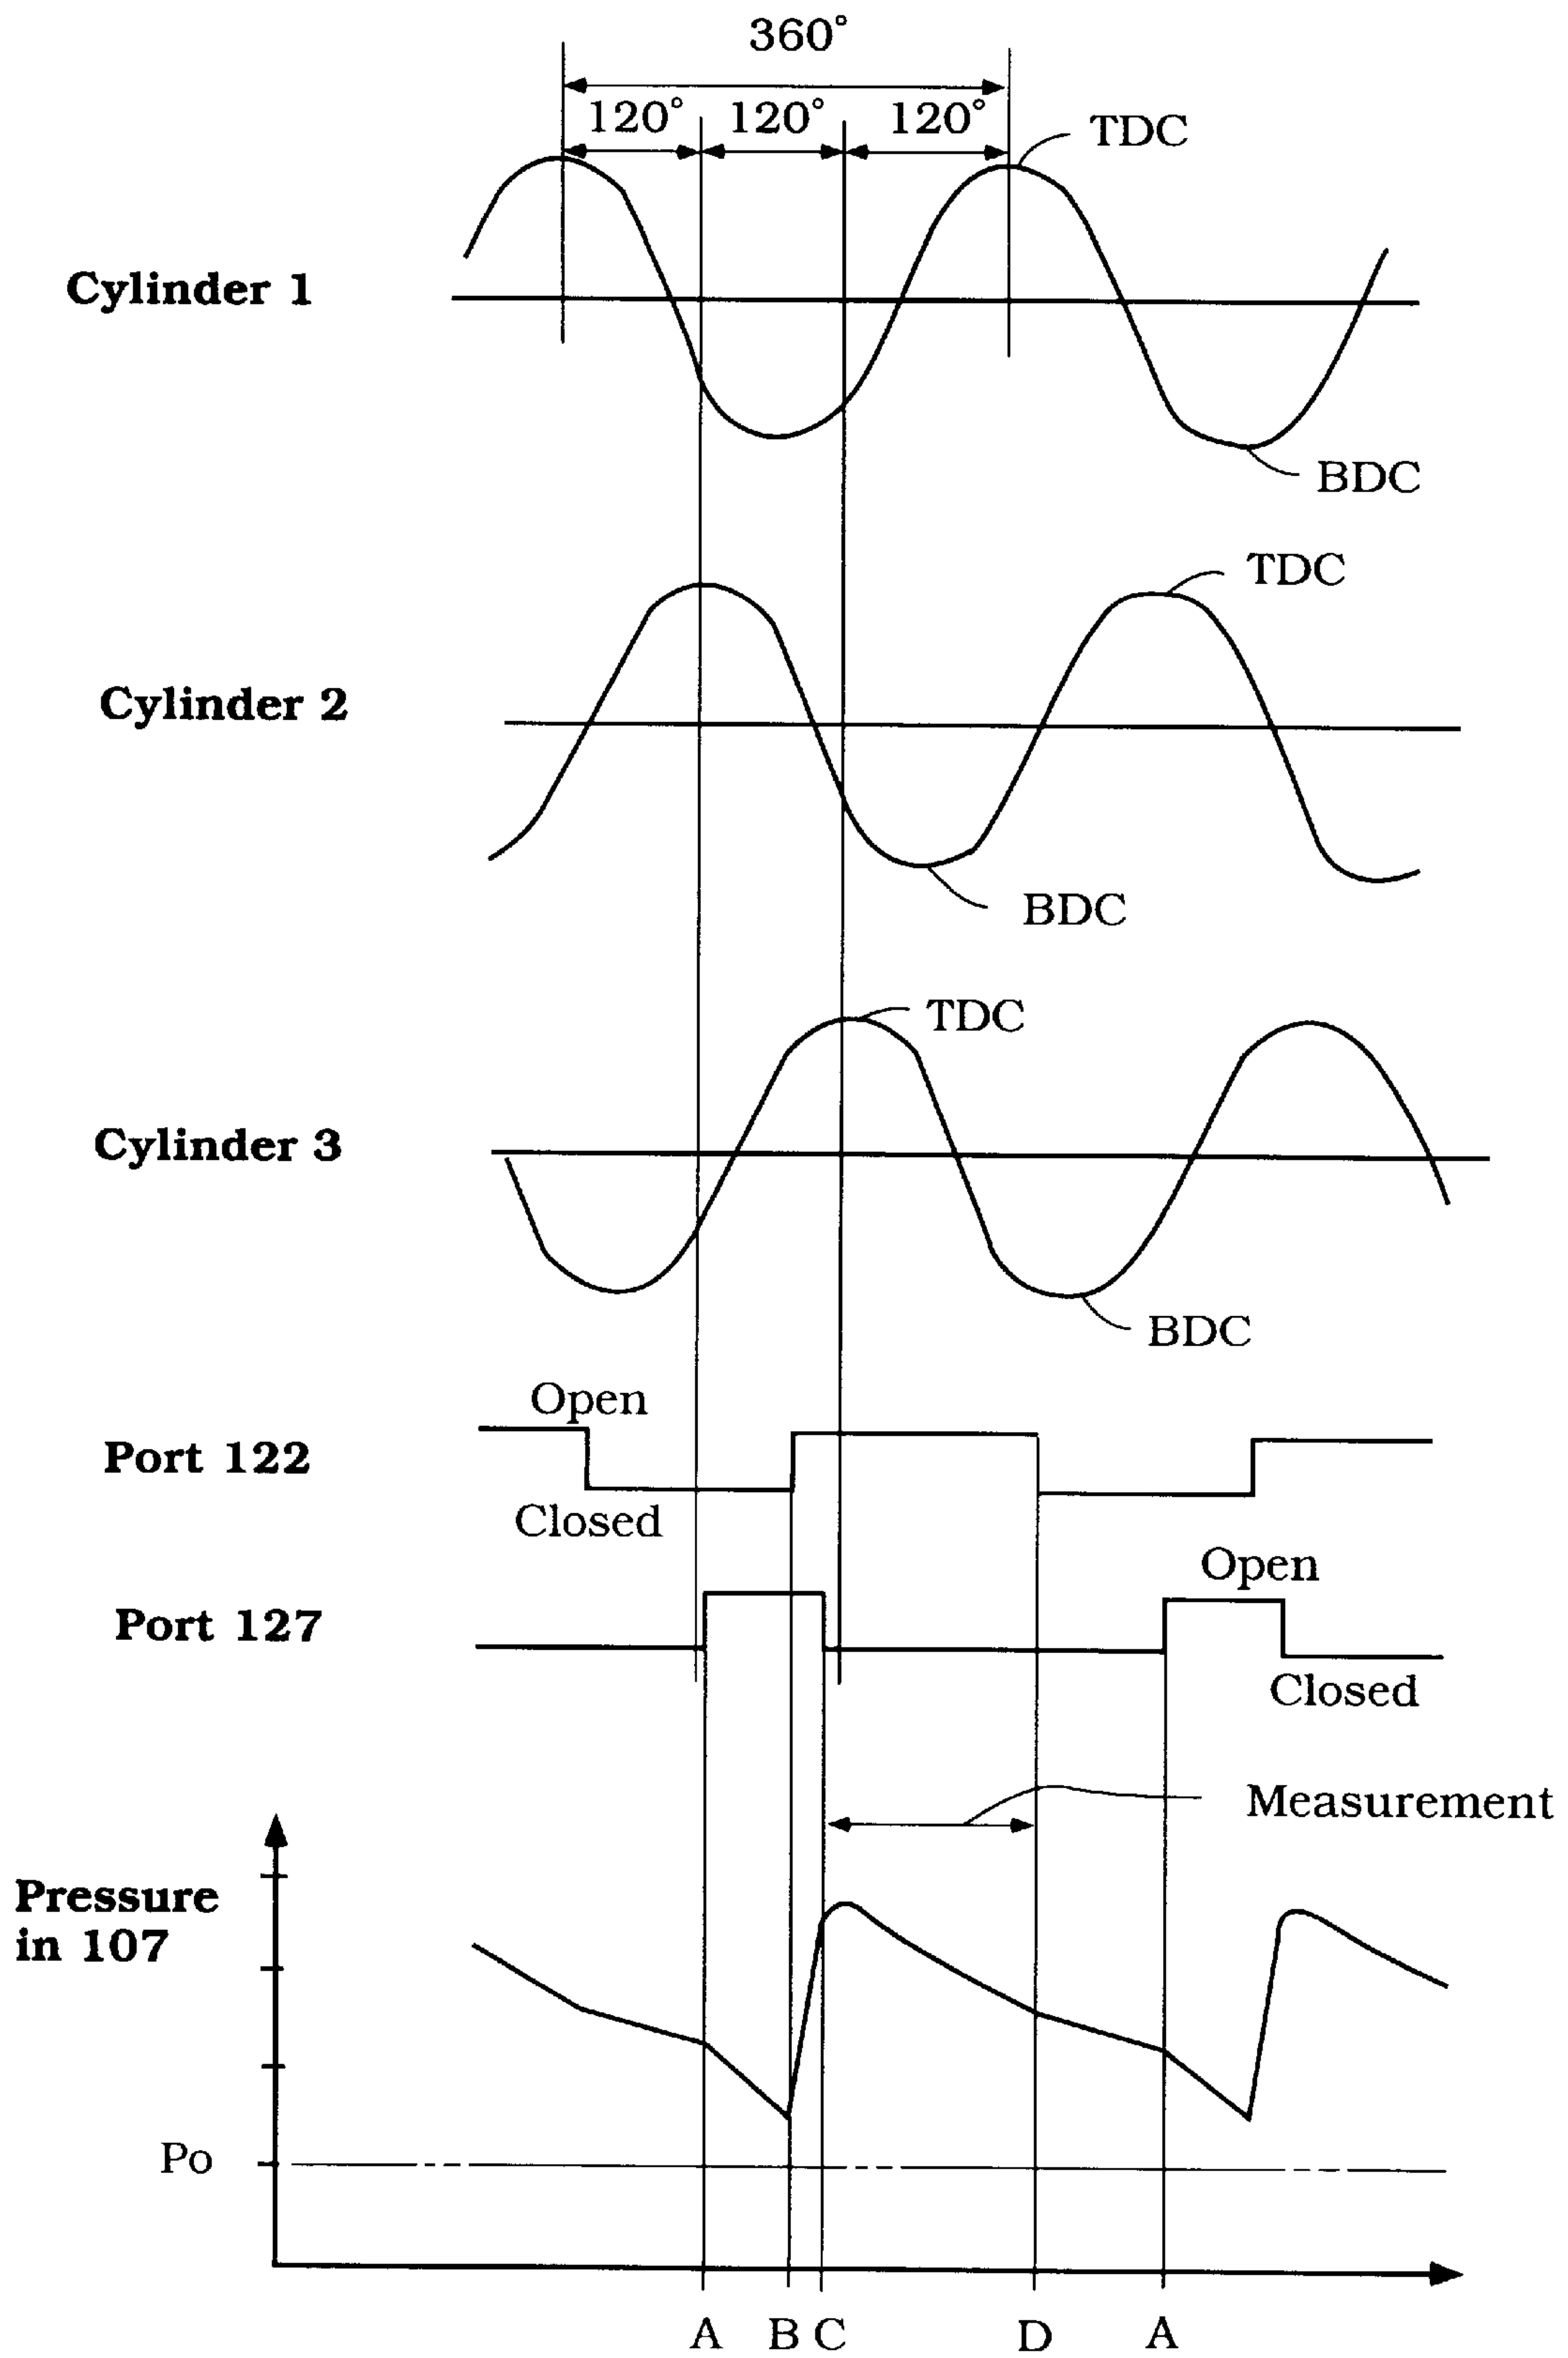 360°
120° 120° 120°
TDC
Cylinder 1
BDC
TDC
Cylinder 2
BDC
TDC
Cylinder 3
BDC
Open
Port 122
Closed
Open
Port 127
Closed
Measurement
Pressure
in 107
Po
A B C D A